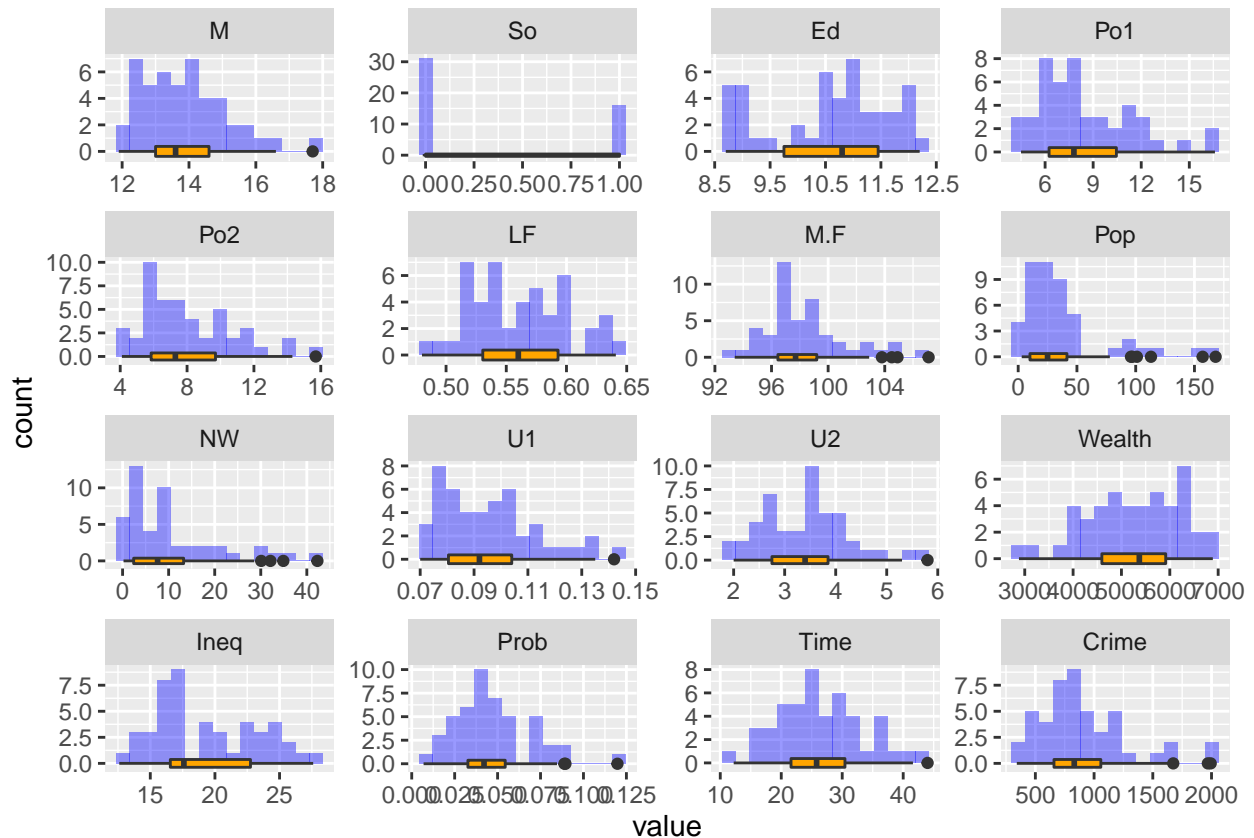 M So Ed Po1
6 4 2 0
30 20 10 0
6 4 2 0
8 6 4 2 0
12 14 16 18
0.00 0.25 0.50 0.75 1.00
8.5 9.5 10.5 11.5 12.5
6 9 12 15
Po2 LF M.F Pop
10.0 7.5 5.0 2.5 0.0
6 4 2 0
10 5 0
9 6 3 0
4 8 12 16
0.50 0.55 0.60 0.65
92 96 100 104
0 50 100 150
NW U1 U2 Wealth
10 5 0
8 6 4 2 0
10.0 7.5 5.0 2.5 0.0
6 4 2 0
0 10 20 30 40
0.07 0.09 0.11 0.13 0.15
2 3 4 5 6
3000 4000 5000 6000 7000
Ineq Prob Time Crime
7.5 5.0 2.5 0.0
10.0 7.5 5.0 2.5 0.0
8 6 4 2 0
7.5 5.0 2.5 0.0
15 20 25
0.000 0.025 0.050 0.075 0.100 0.125
10 20 30 40
500 1000 1500 2000
count
value